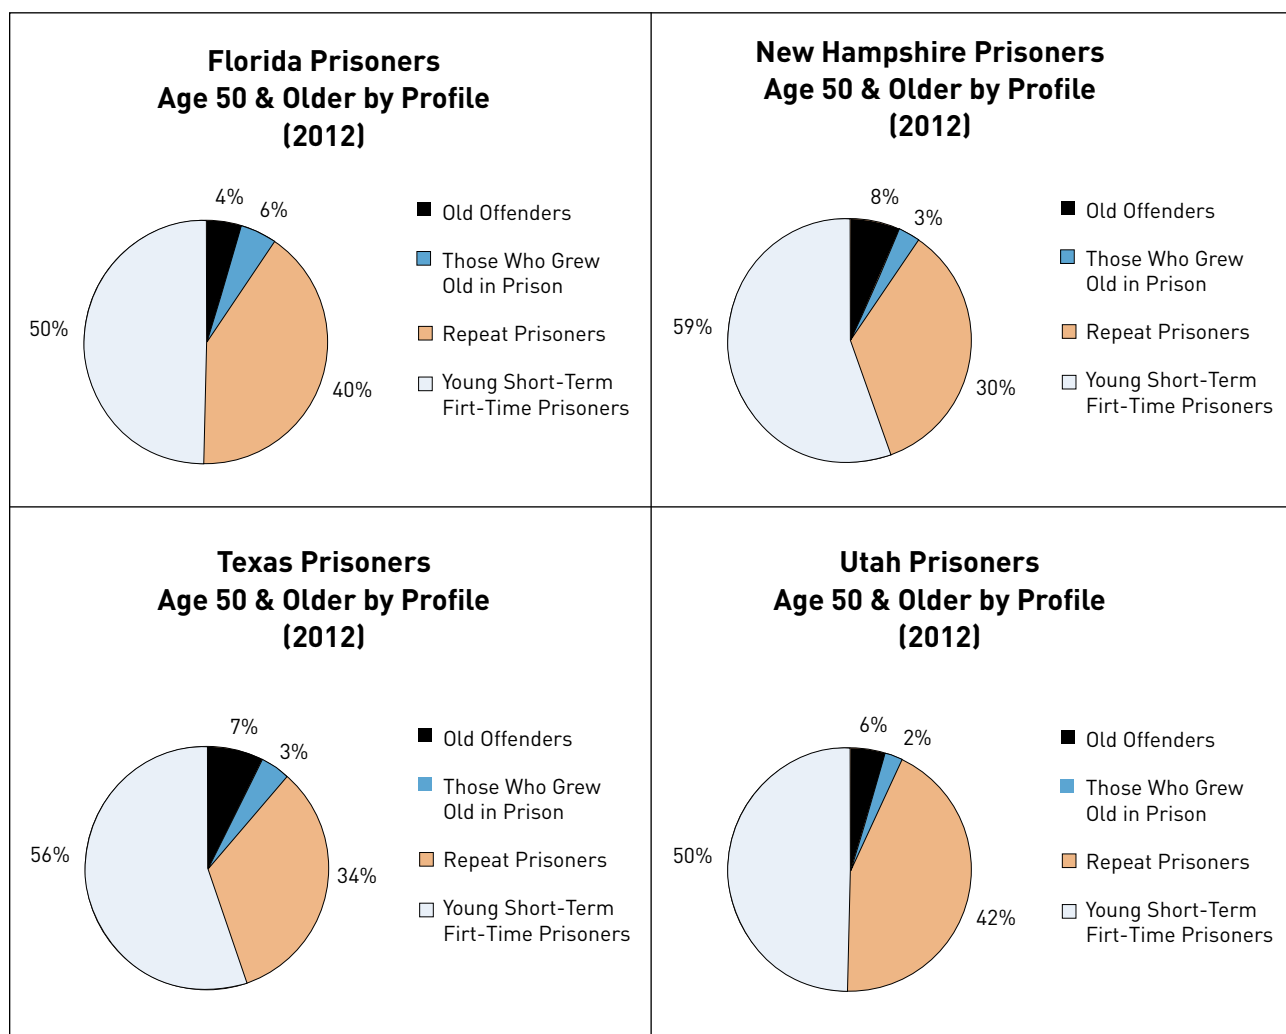 Florida Prisoners
Age 50 & Older by Profile
(2012)
4%
6%
50%
40%
Old Offenders
Those Who Grew
Old in Prison
Repeat Prisoners
Young Short-Term
Firt-Time Prisoners
New Hampshire Prisoners
Age 50 & Older by Profile
(2012)
8%
3%
59%
30%
Old Offenders
Those Who Grew
Old in Prison
Repeat Prisoners
Young Short-Term
Firt-Time Prisoners
Texas Prisoners
Age 50 & Older by Profile
(2012)
7%
3%
56%
34%
Old Offenders
Those Who Grew
Old in Prison
Repeat Prisoners
Young Short-Term
Firt-Time Prisoners
Utah Prisoners
Age 50 & Older by Profile
(2012)
6%
2%
50%
42%
Old Offenders
Those Who Grew
Old in Prison
Repeat Prisoners
Young Short-Term
Firt-Time Prisoners